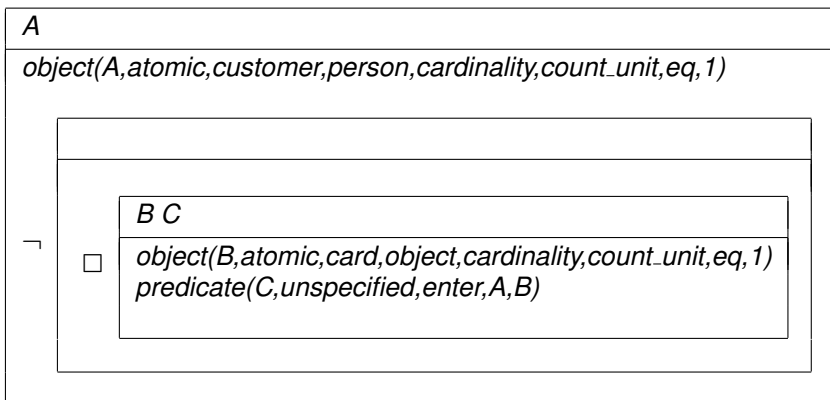 A
object(A,atomic,customer,person,cardinality,count_unit,eq,1)
B C
¬ □ object(B,atomic,card,object,cardinality,count_unit,eq,1)
predicate(C,unspecified,enter,A,B)